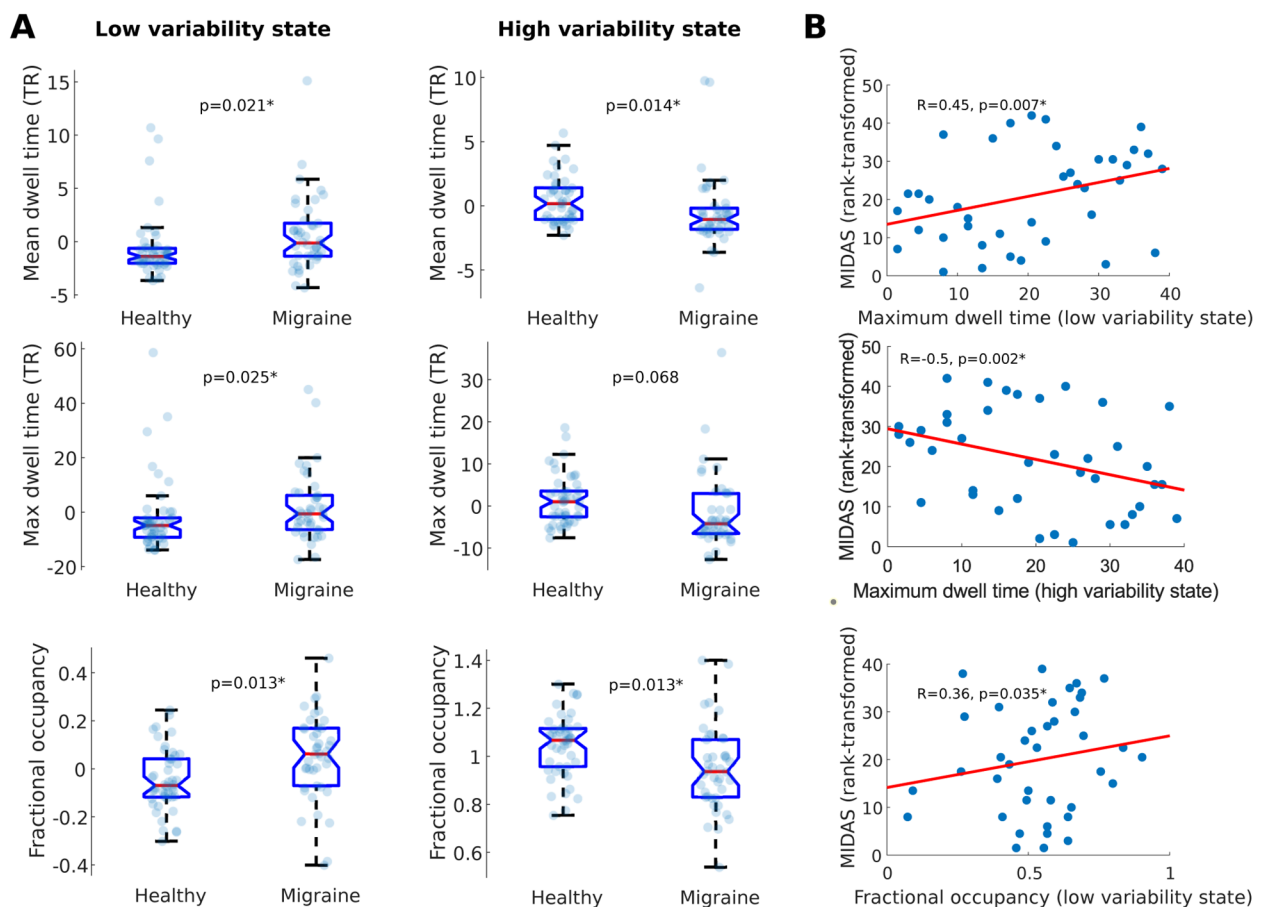 A
Low variability state
High variability state
B
Mean dwell time (TR)
15
10
5
0
-5
p=0.021*
Healthy
Migraine
Mean dwell time (TR)
10
5
0
-5
p=0.014*
Healthy
Migraine
MIDAS (rank-transformed)
50
40
30
20
10
0
R=0.45, p=0.007*
0
10
20
30
40
Maximum dwell time (low variability state)
Max dwell time (TR)
60
40
20
0
-20
p=0.025*
Healthy
Migraine
Max dwell time (TR)
30
20
10
0
-10
p=0.068
Healthy
Migraine
MIDAS (rank-transformed)
50
40
30
20
10
0
R=-0.5, p=0.002*
0
10
20
30
40
Maximum dwell time (high variability state)
Fractional occupancy
0.4
0.2
0
-0.2
-0.4
p=0.013*
Healthy
Migraine
Fractional occupancy
1.4
1.2
1
0.8
0.6
p=0.013*
Healthy
Migraine
MIDAS (rank-transformed)
40
30
20
10
0
R=0.36, p=0.035*
0
0.5
1
Fractional occupancy (low variability state)